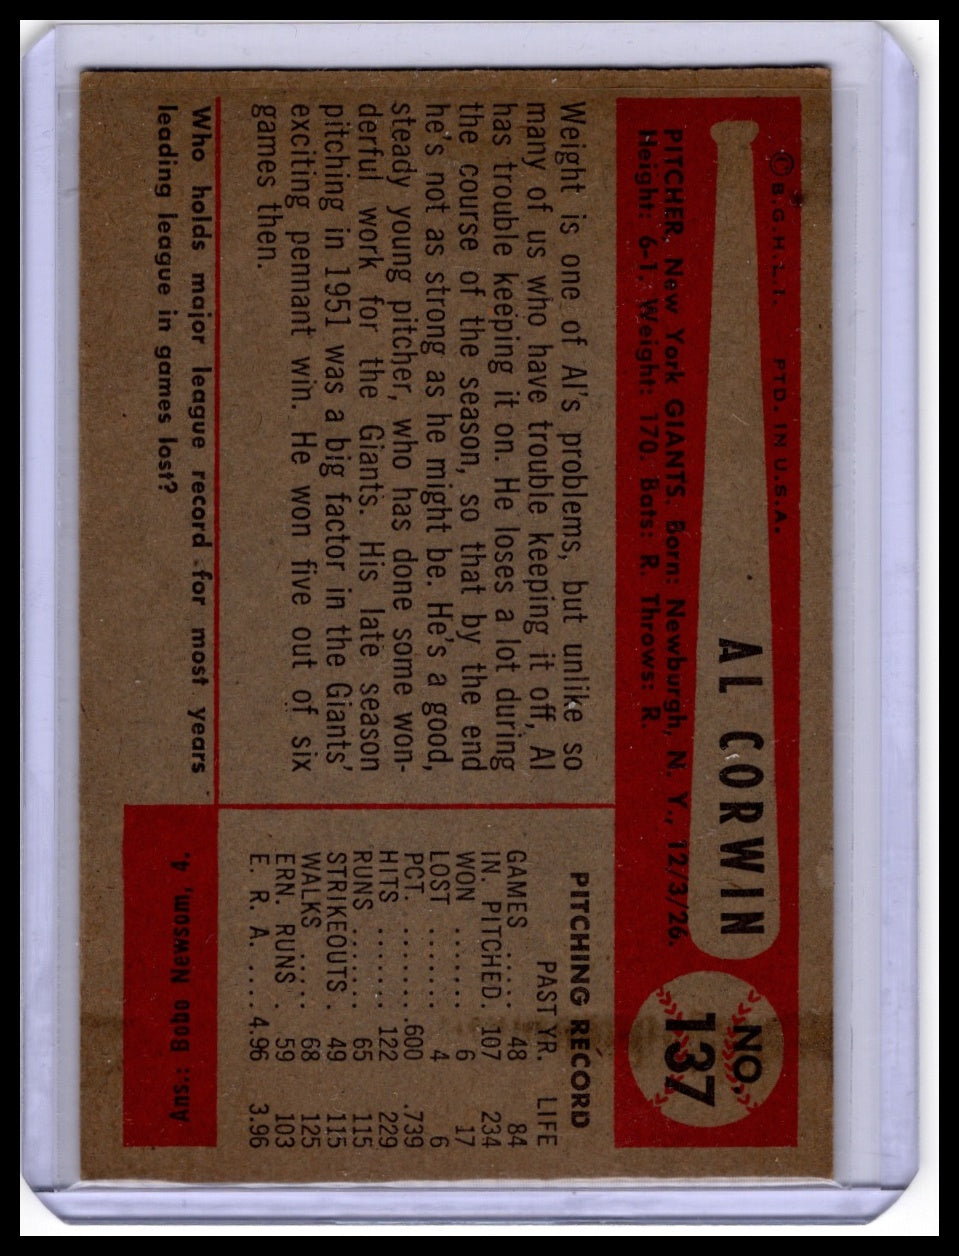 © B.G.H.L.I. PTD. IN U.S.A.
AL CORWIN
NO.
137
PITCHER, New York GIANTS. Born: Newburgh, N. Y., 12/3/26.
Height: 6-1. Weight: 170. Bats: R. Throws: R.
Weight is one of Al's problems, but unlike so
many of us who have trouble keeping it off, Al
has trouble keeping it on. He loses a lot during
the course of the season, so that by the end
he's not as strong as he might be. He's a good,
steady young pitcher, who has done some won-
derful work for the Giants. His late season
pitching in 1951 was a big factor in the Giants'
exciting pennant win. He won five out of six
games then.
PITCHING RECORD
PAST YR. LIFE
GAMES ..... 48 84
IN. PITCHED. 107 234
WON ....... 6 17
LOST ....... 4 6
PCT. ....... .600 .739
HITS ....... 122 229
RUNS ....... 65 115
STRIKEOUTS . 49 115
WALKS ..... 68 125
ERN. RUNS . 59 103
E. R. A. ..... 4.96 3.96
Who holds major league record for most years
leading league in games lost?
Ans.: Bobo Newsom,
4.